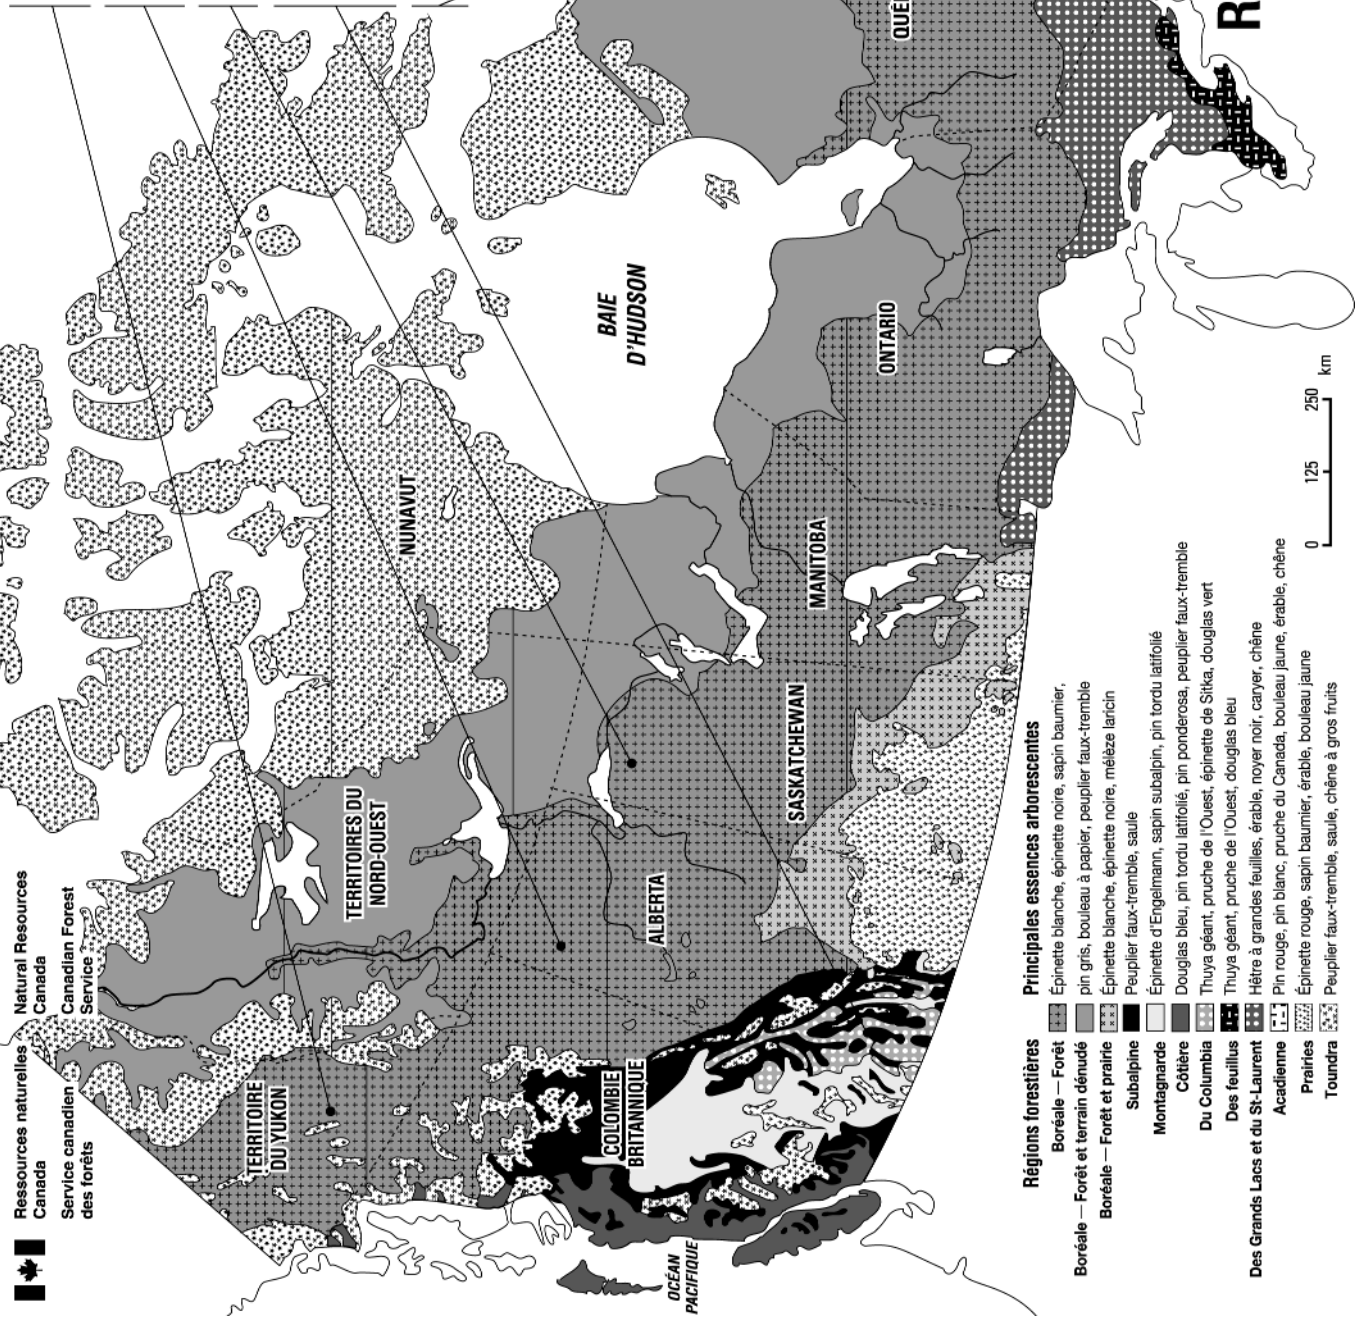 Ressources naturelles
Canada
Natural Resources
Canada
Service canadien
des forêts
Canadian Forest
Service
TERRITOIRE
DU YUKON
TERRITOIRES DU
NORD-OUEST
NUNAVUT
BAIE
D'HUDSON
QUÉ
COLOMBIE
BRITANNIQUE
ALBERTA
SASKATCHEWAN
MANITOBA
ONTARIO
OCÉAN
PACIFIQUE
R
Régions forestières
Principales essences arborescentes
Boréale — Forêt
Épinette blanche, épinette noire, sapin baumier,
Boréale — Forêt et terrain dénudé
pin gris, bouleau à papier, peuplier faux-tremble
Boréale — Forêt et prairie
Épinette blanche, épinette noire, mélèze laricin
Subalpine
Peuplier faux-tremble, saule
Montagnarde
Épinette d'Engelmann, sapin subalpin, pin tordu latifolié
Côtière
Douglas bleu, pin tordu latifolié, pin ponderosa, peuplier faux-tremble
Du Columbia
Thuya géant, pruche de l'Ouest, épinette de Sitka, douglas vert
Des feuillus
Thuya géant, pruche de l'Ouest, douglas bleu
Des Grands Lacs et du St-Laurent
Hêtre à grandes feuilles, érable, noyer noir, caryer, chêne
Acadienne
Pin rouge, pin blanc, pruche du Canada, bouleau jaune, érable, chêne
Prairies
Épinette rouge, sapin baumier, érable, bouleau jaune
Toundra
Peuplier faux-tremble, saule, chêne à gros fruits
0 125 250 km